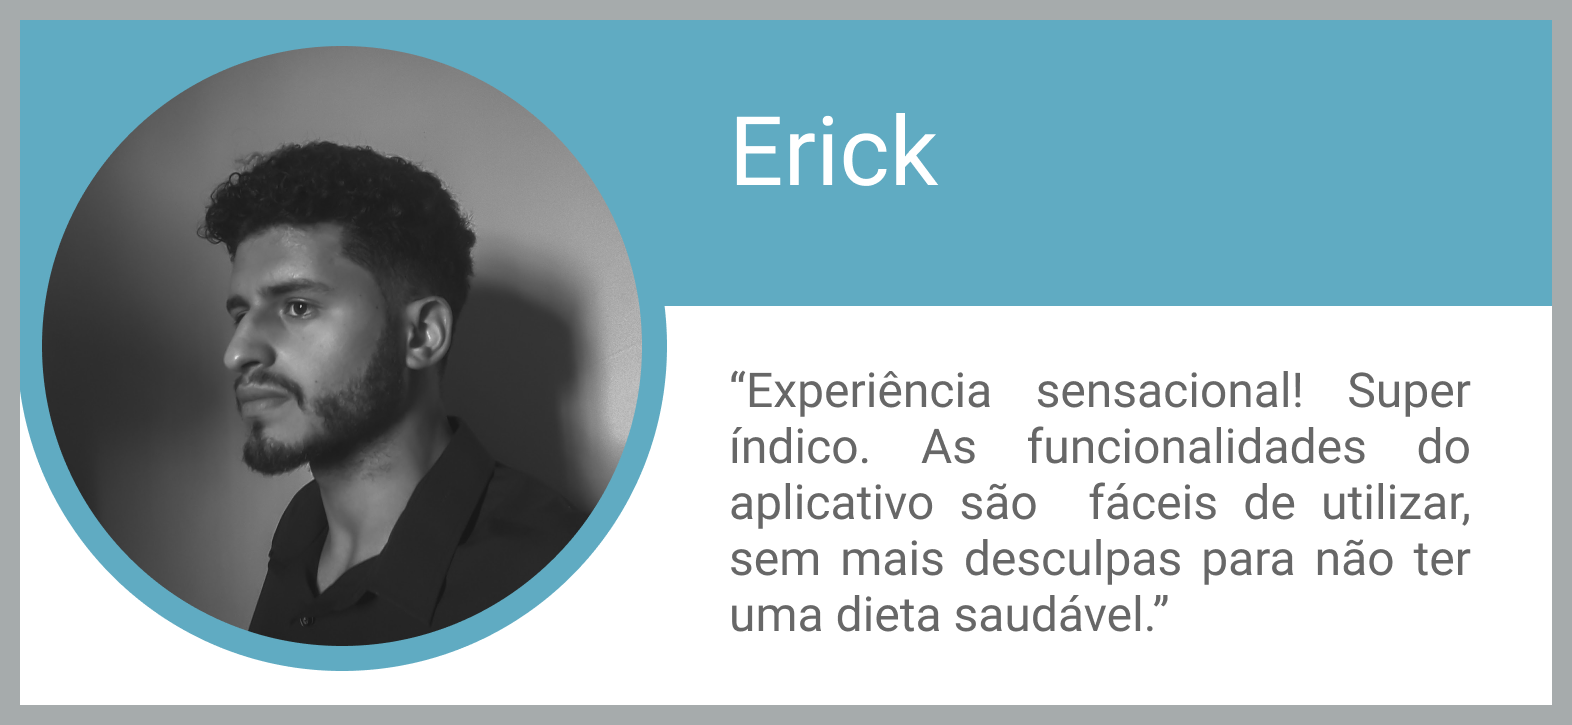 Erick
“Experiência sensacional! Super
índico. As funcionalidades do
aplicativo são fáceis de utilizar,
sem mais desculpas para não ter
uma dieta saudável.”